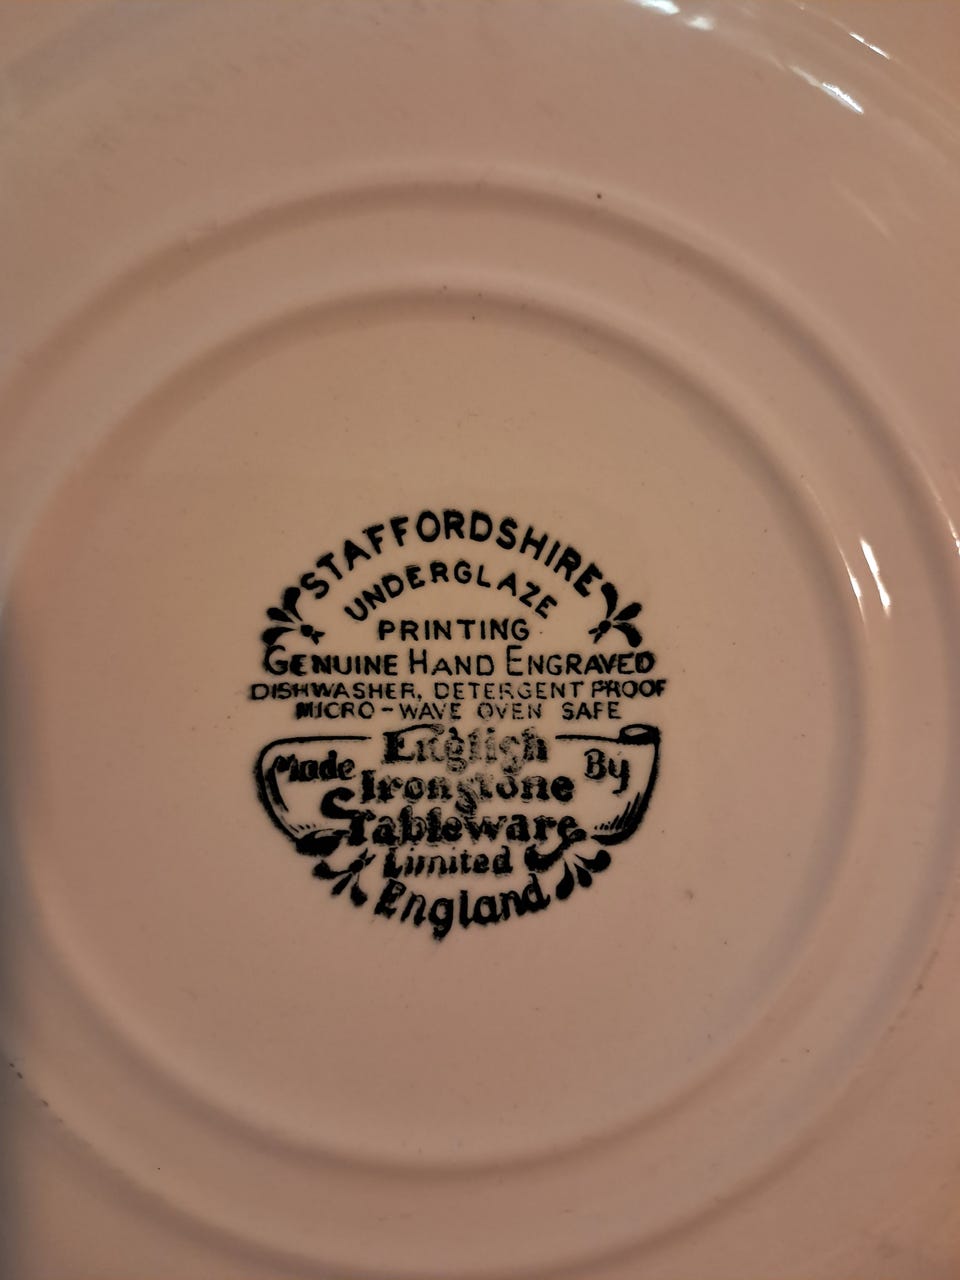 STAFFORDSHIRE
UNDERGLAZE
PRINTING
GENUINE HAND ENGRAVED
DISHWASHER, DETERGENT PROOF
MICRO-WAVE OVEN SAFE
Made English By
Ironstone
Tableware
Limited
England